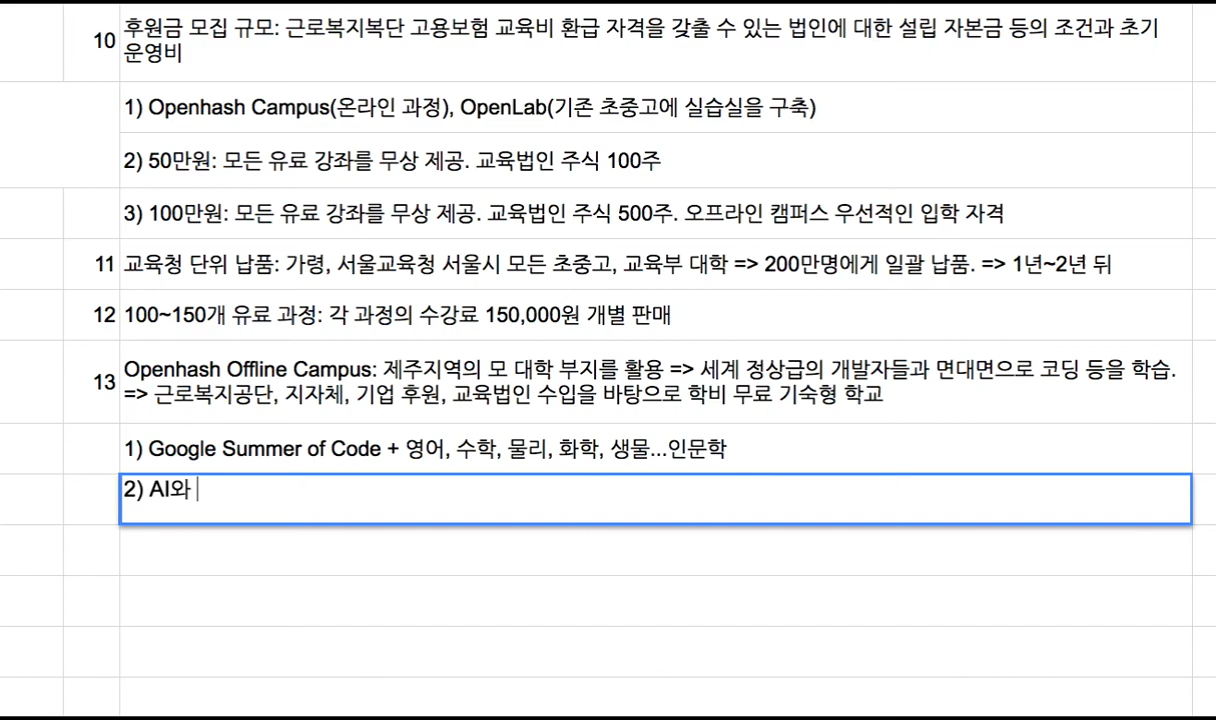 10 후원금 모집 규모: 근로복지복단 고용보험 교육비 환급 자격을 갖출 수 있는 법인에 대한 설립 자본금 등의 조건과 초기
운영비
1) Openhash Campus(온라인 과정), OpenLab(기존 초중고에 실습실을 구축)
2) 50만원: 모든 유료 강좌를 무상 제공. 교육법인 주식 100주
3) 100만원: 모든 유료 강좌를 무상 제공. 교육법인 주식 500주. 오프라인 캠퍼스 우선적인 입학 자격
11 교육청 단위 납품: 가령, 서울교육청 서울시 모든 초중고, 교육부 대학 => 200만명에게 일괄 납품. => 1년~2년 뒤
12 100~150개 유료 과정: 각 과정의 수강료 150,000원 개별 판매
13 Openhash Offline Campus: 제주지역의 모 대학 부지를 활용 => 세계 정상급의 개발자들과 면대면으로 코딩 등을 학습.
=> 근로복지공단, 지자체, 기업 후원, 교육법인 수입을 바탕으로 학비 무료 기숙형 학교
1) Google Summer of Code + 영어, 수학, 물리, 화학, 생물...인문학
2) AI와